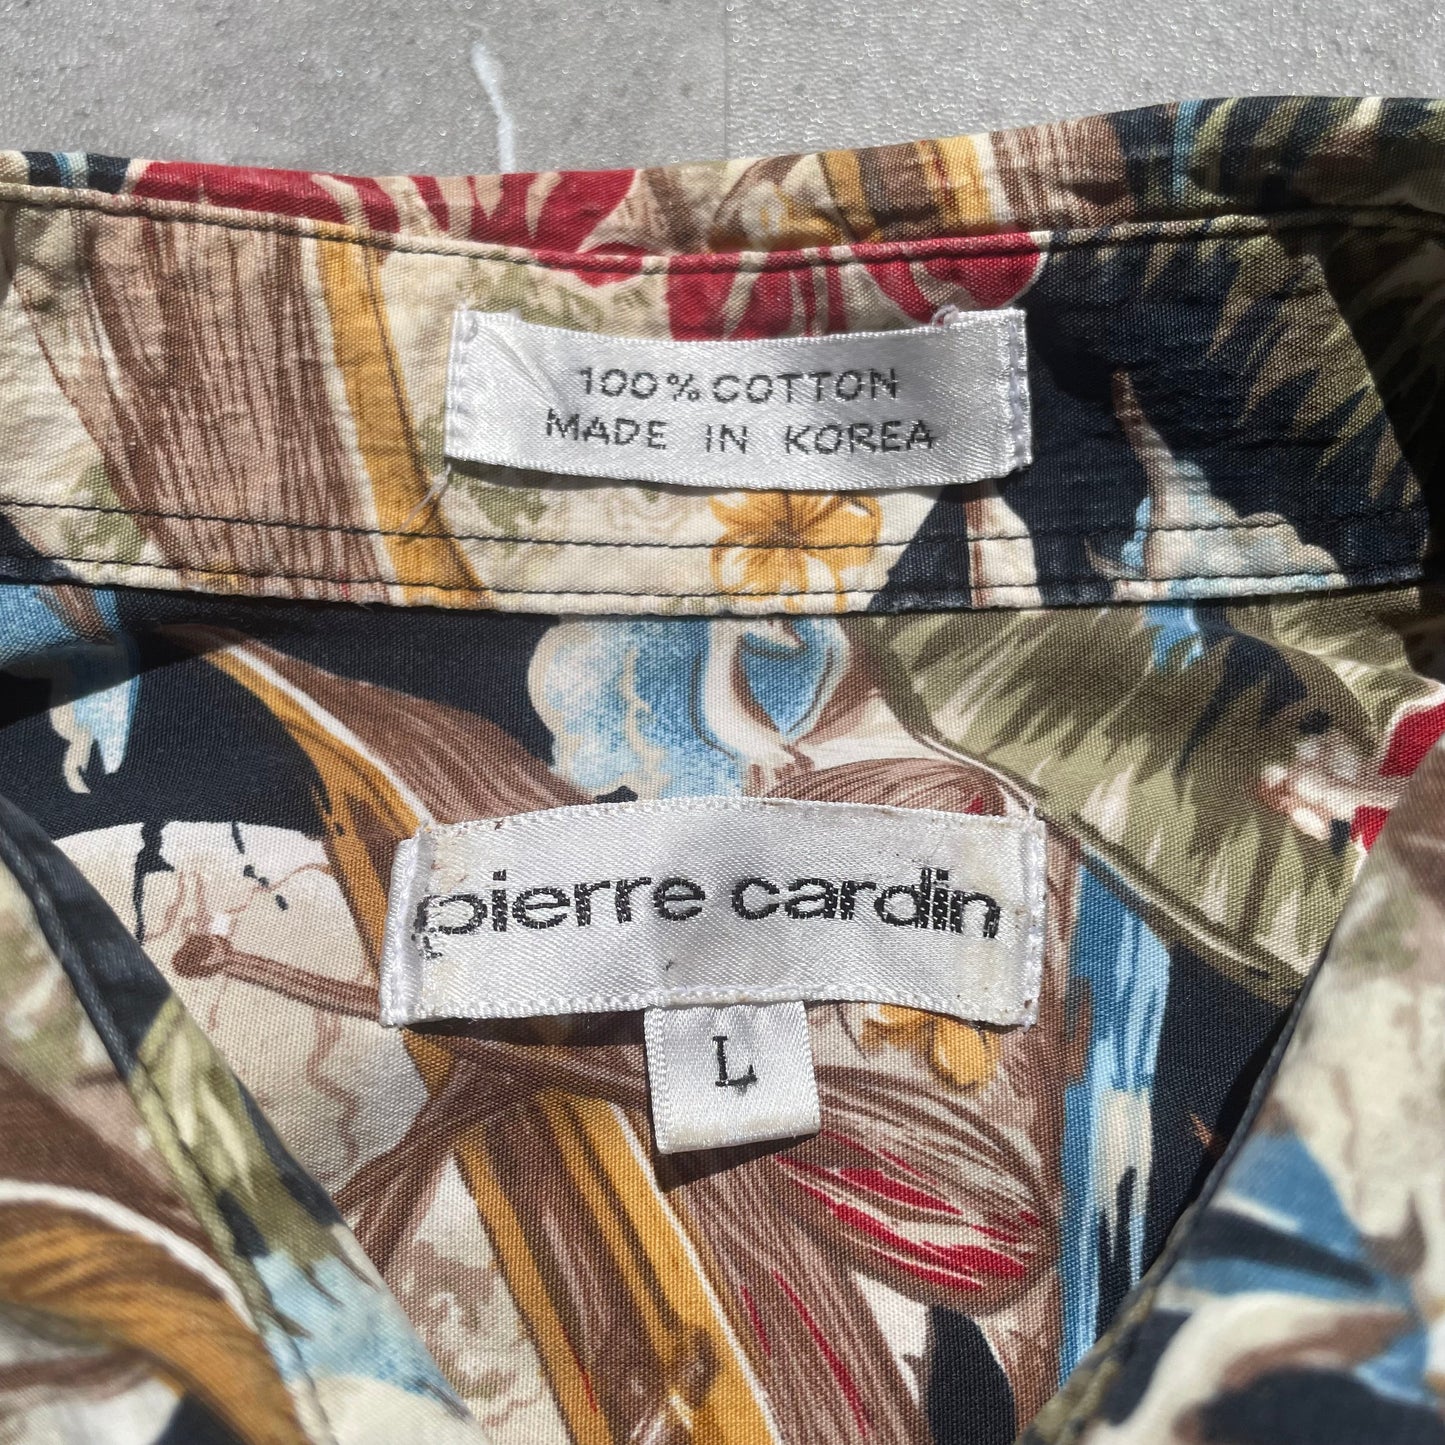 100% COTTON
MADE IN KOREA
pierre cardin
L